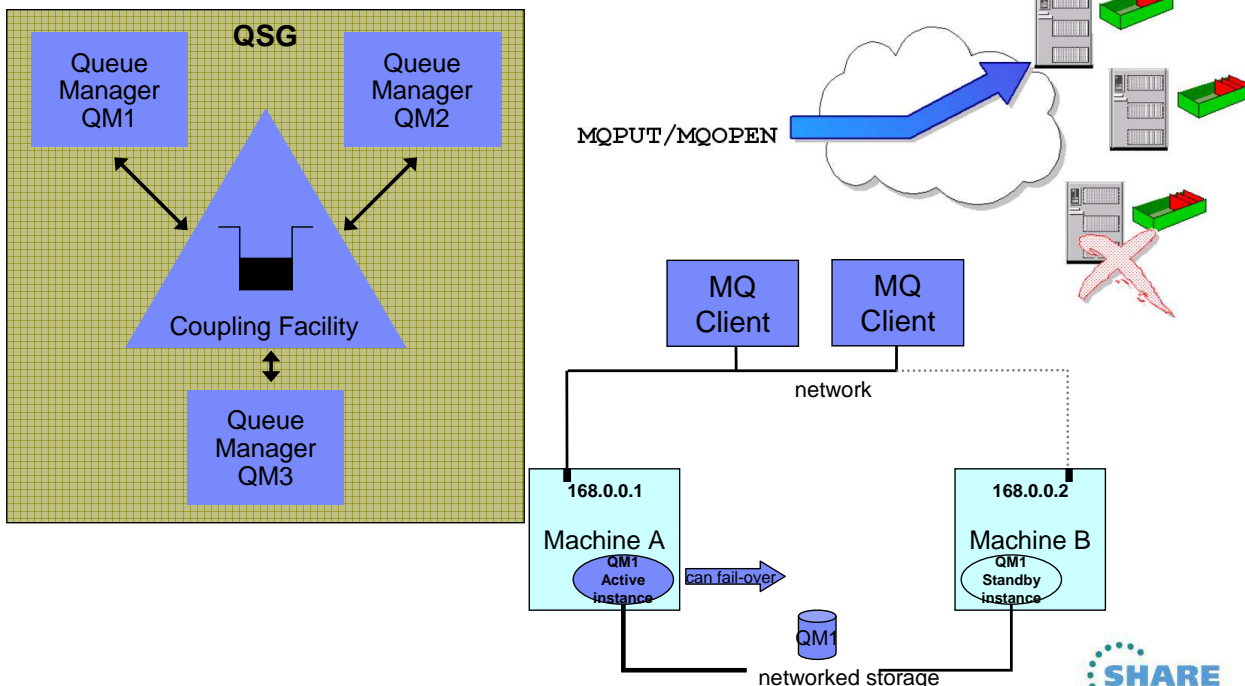 QSG
Queue
Manager
QM1
Queue
Manager
QM2
Coupling Facility
Queue
Manager
QM3
MQPUT/MQOPEN
MQ
Client
MQ
Client
network
168.0.0.1
Machine A
QM1
Active
instance
can fail-over
168.0.0.2
Machine B
QM1
Standby
instance
QM1
networked storage
SHARE